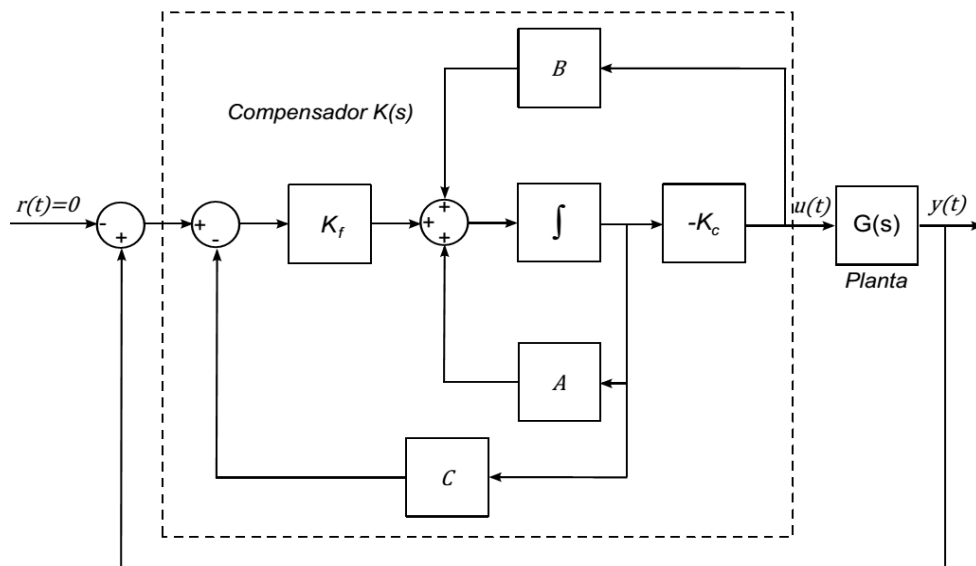 B
Compensador K(s)
r(t)=0
-
+
+
-
K_f
+
+
+
∫
-K_c
u(t)
G(s)
y(t)
Planta
A
C